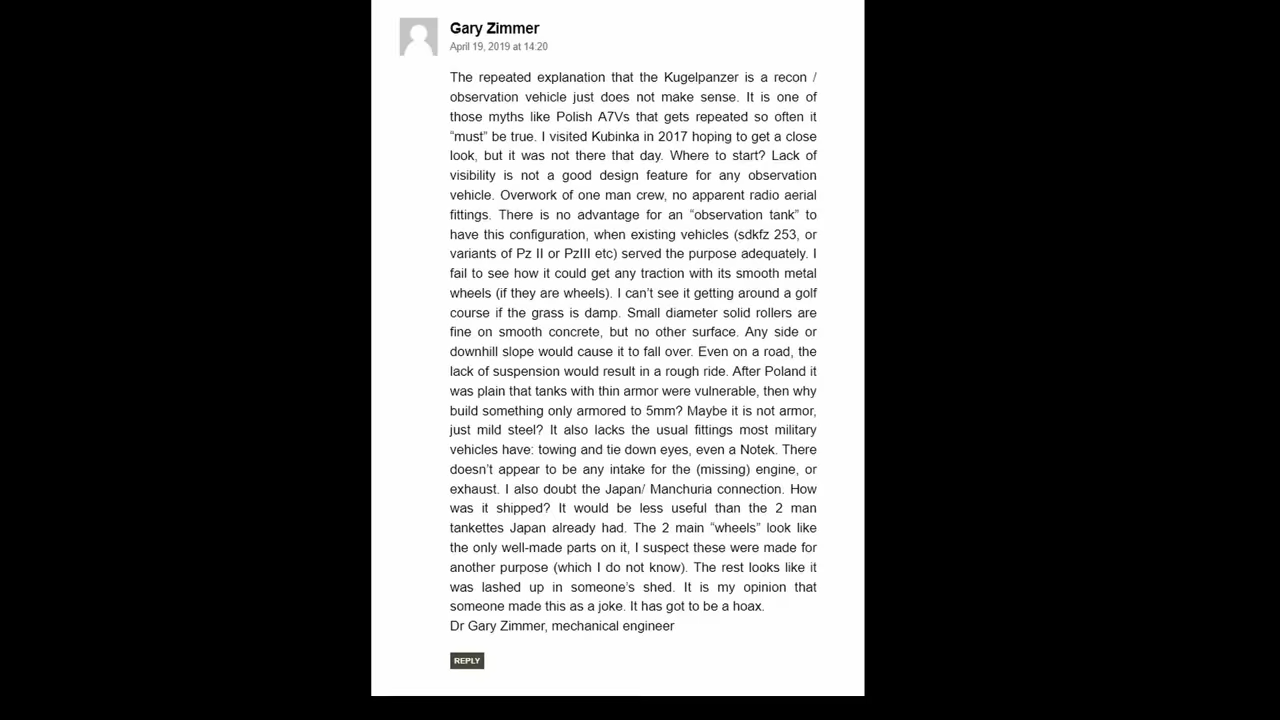 Gary Zimmer
April 19, 2019 at 14:20
The repeated explanation that the Kugelpanzer is a recon /
observation vehicle just does not make sense. It is one of
those myths like Polish A7Vs that gets repeated so often it
“must” be true. I visited Kubinka in 2017 hoping to get a close
look, but it was not there that day. Where to start? Lack of
visibility is not a good design feature for any observation
vehicle. Overwork of one man crew, no apparent radio aerial
fittings. There is no advantage for an “observation tank” to
have this configuration, when existing vehicles (sdkfz 253, or
variants of Pz II or PzIII etc) served the purpose adequately. I
fail to see how it could get any traction with its smooth metal
wheels (if they are wheels). I can’t see it getting around a golf
course if the grass is damp. Small diameter solid rollers are
fine on smooth concrete, but no other surface. Any side or
downhill slope would cause it to fall over. Even on a road, the
lack of suspension would result in a rough ride. After Poland it
was plain that tanks with thin armor were vulnerable, then why
build something only armored to 5mm? Maybe it is not armor,
just mild steel? It also lacks the usual fittings most military
vehicles have: towing and tie down eyes, even a Notek. There
doesn’t appear to be any intake for the (missing) engine, or
exhaust. I also doubt the Japan/ Manchuria connection. How
was it shipped? It would be less useful than the 2 man
tankettes Japan already had. The 2 main “wheels” look like
the only well-made parts on it, I suspect these were made for
another purpose (which I do not know). The rest looks like it
was lashed up in someone’s shed. It is my opinion that
someone made this as a joke. It has got to be a hoax.
Dr Gary Zimmer, mechanical engineer
REPLY